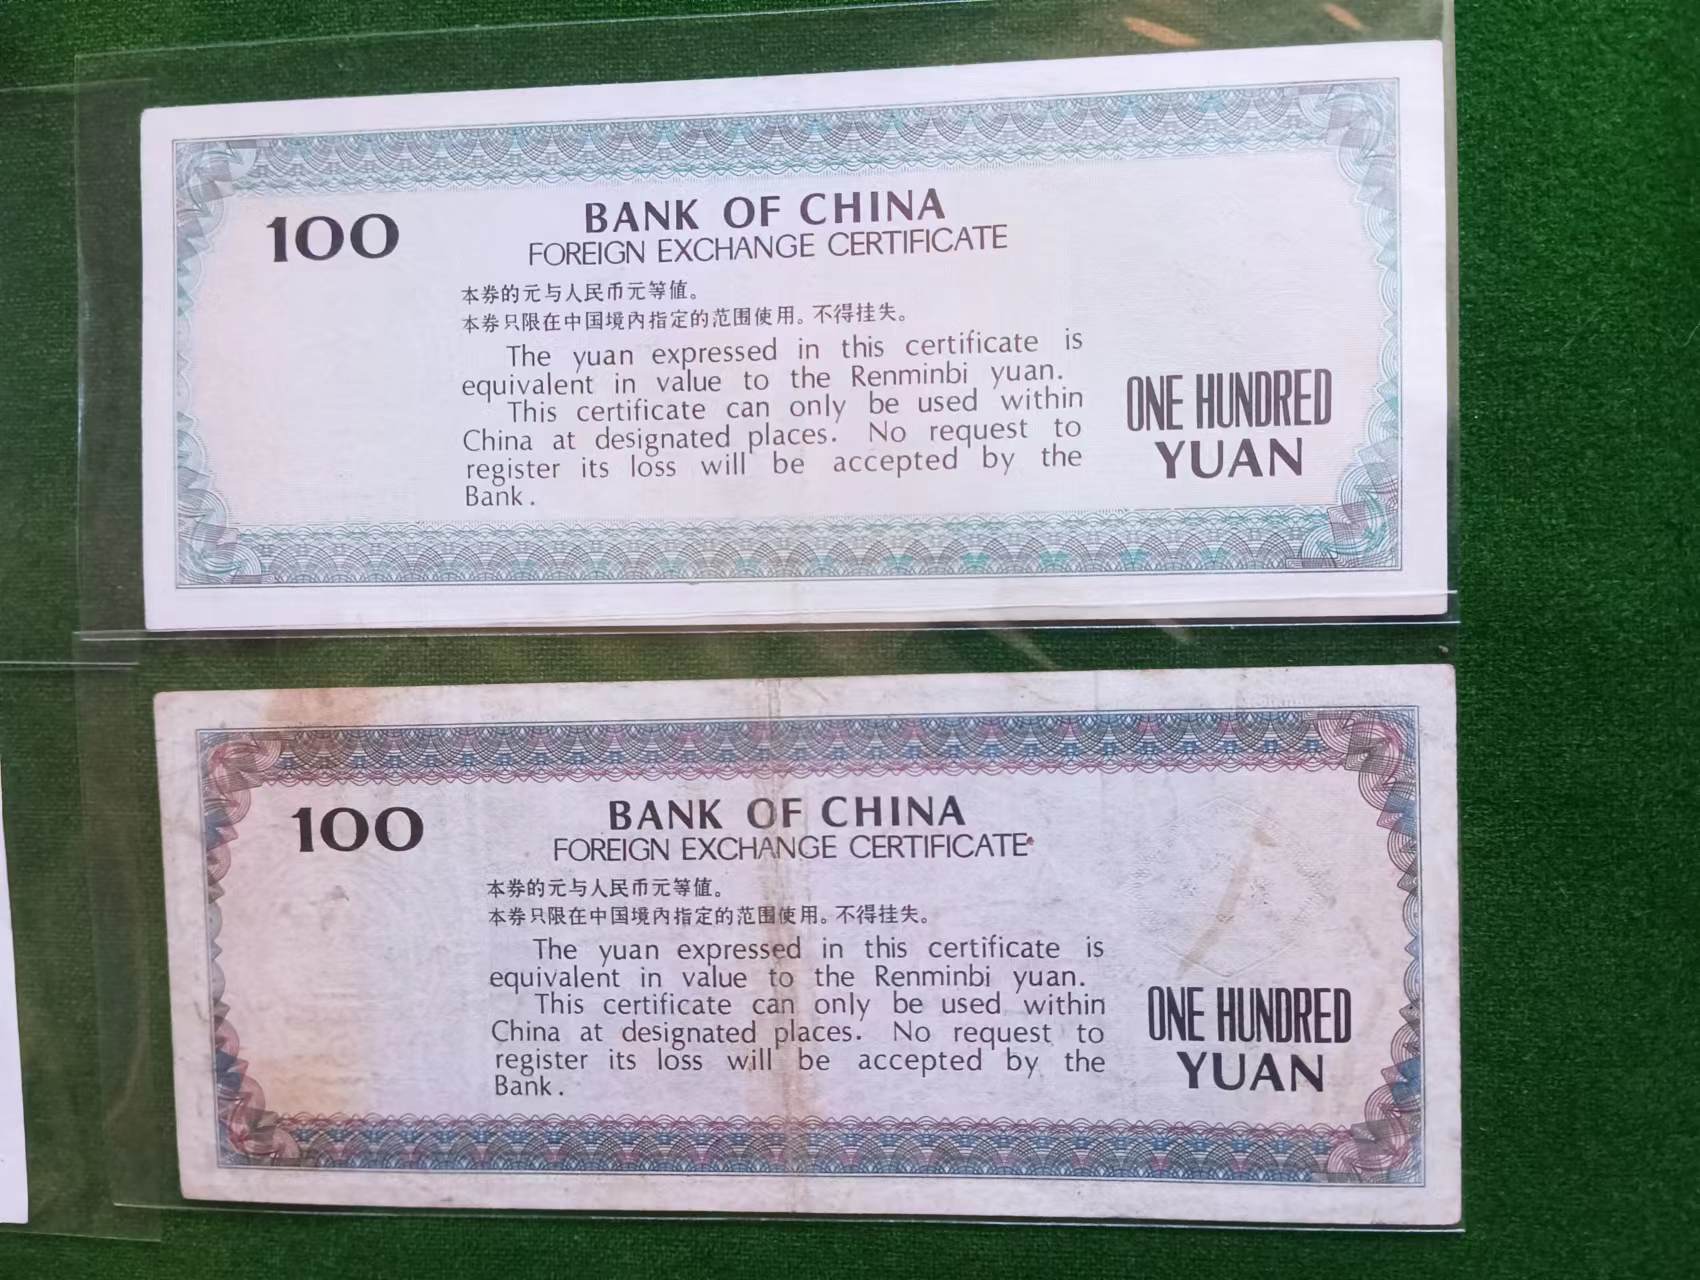 100
BANK OF CHINA
FOREIGN EXCHANGE CERTIFICATE
本券的元与人民币元等值。
本券只限在中国境内指定的范围使用。不得挂失。
The yuan expressed in this certificate is
equivalent in value to the Renminbi yuan.
This certificate can only be used within
China at designated places. No request to
register its loss will be accepted by the
Bank.
ONE HUNDRED
YUAN
100
BANK OF CHINA
FOREIGN EXCHANGE CERTIFICATE
本券的元与人民币元等值。
本券只限在中国境内指定的范围使用。不得挂失。
The yuan expressed in this certificate is
equivalent in value to the Renminbi yuan.
This certificate can only be used within
China at designated places. No request to
register its loss will be accepted by the
Bank.
ONE HUNDRED
YUAN